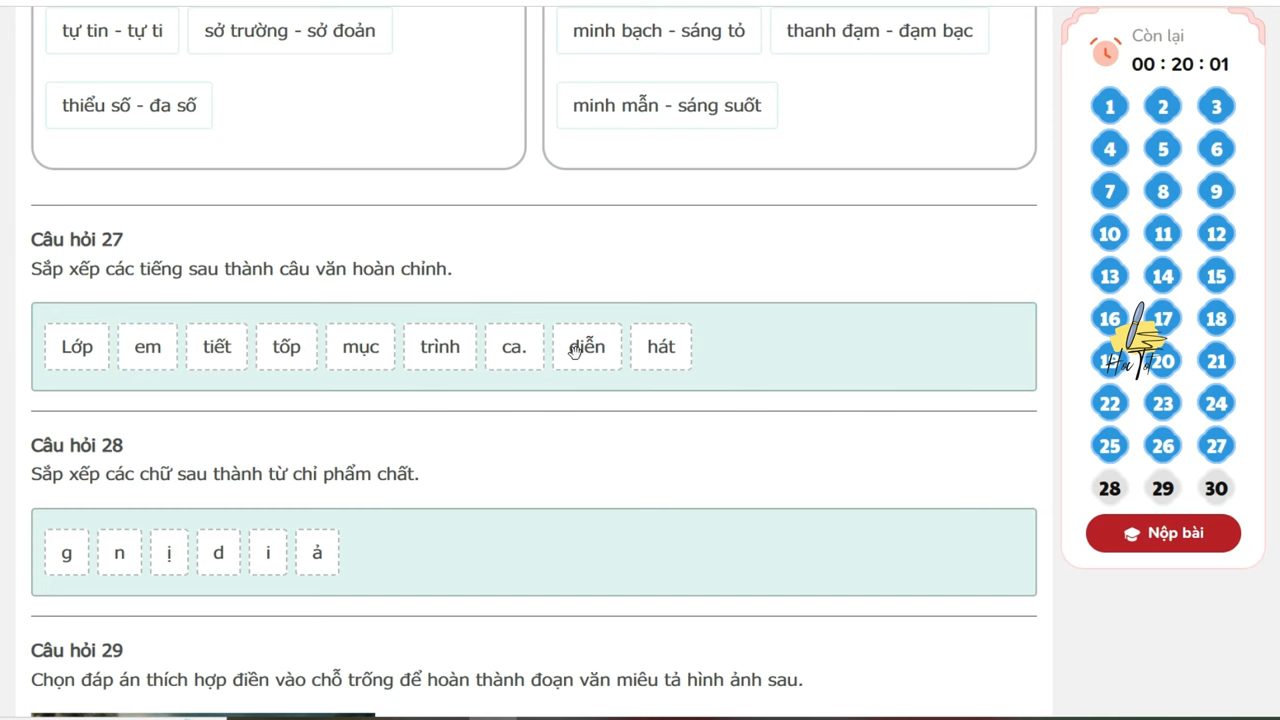 tự tin - tự ti
sở trường - sở đoản
thiểu số - đa số
minh bạch - sáng tỏ
thanh đạm - đạm bạc
minh mẫn - sáng suốt
Câu hỏi 27
Sắp xếp các tiếng sau thành câu văn hoàn chỉnh.
Lớp em tiết tốp mục trình ca. diễn hát
Câu hỏi 28
Sắp xếp các chữ sau thành từ chỉ phẩm chất.
g n ị d i ả
Câu hỏi 29
Chọn đáp án thích hợp điền vào chỗ trống để hoàn thành đoạn văn miêu tả hình ảnh sau.
Còn lại
00 : 20 : 01
1 2 3
4 5 6
7 8 9
10 11 12
13 14 15
16 17 18
19 20 21
Học Tốt
22 23 24
25 26 27
28 29 30
Nộp bài